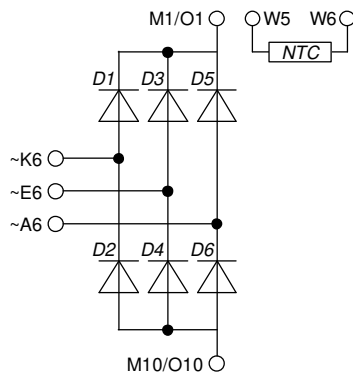 M1/O1 W5 W6
NTC
D1 D3 D5
~K6
~E6
~A6
D2 D4 D6
M10/O10